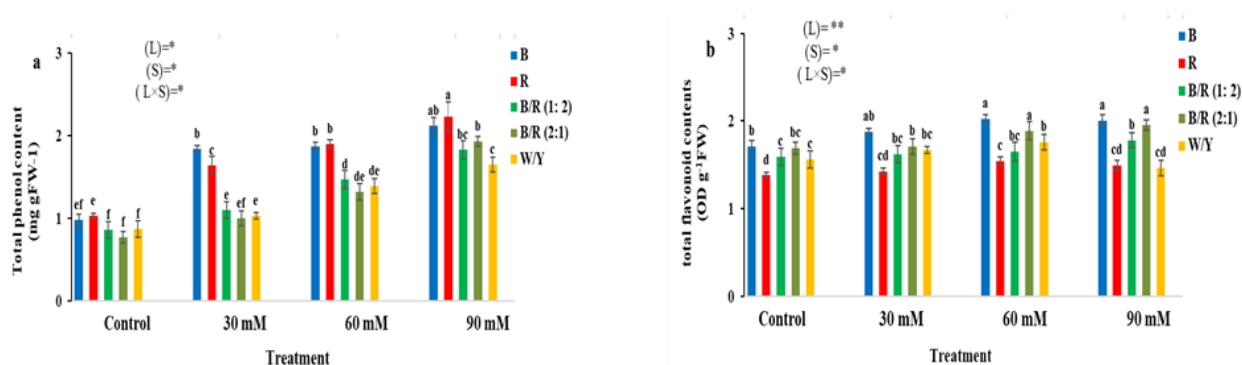 a
(L)=*
(S)=*
( L×S)=*
B
R
B/R (1: 2)
B/R (2:1)
W/Y
Total phenol content
(mg gFW-1)
3
2
1
0
ef e f f f
b c e ef e
b b d de de
ab a bc b c
Control 30 mM 60 mM 90 mM
Treatment
b
(L)= **
(S)= *
( L×S)=*
B
R
B/R (1: 2)
B/R (2:1)
W/Y
total flavonoid contents
(OD g-1FW)
3
2
1
0
b d c bc c
ab cd bc b bc
a c bc a b
a cd b a cd
Control 30 mM 60 mM 90 mM
Treatment